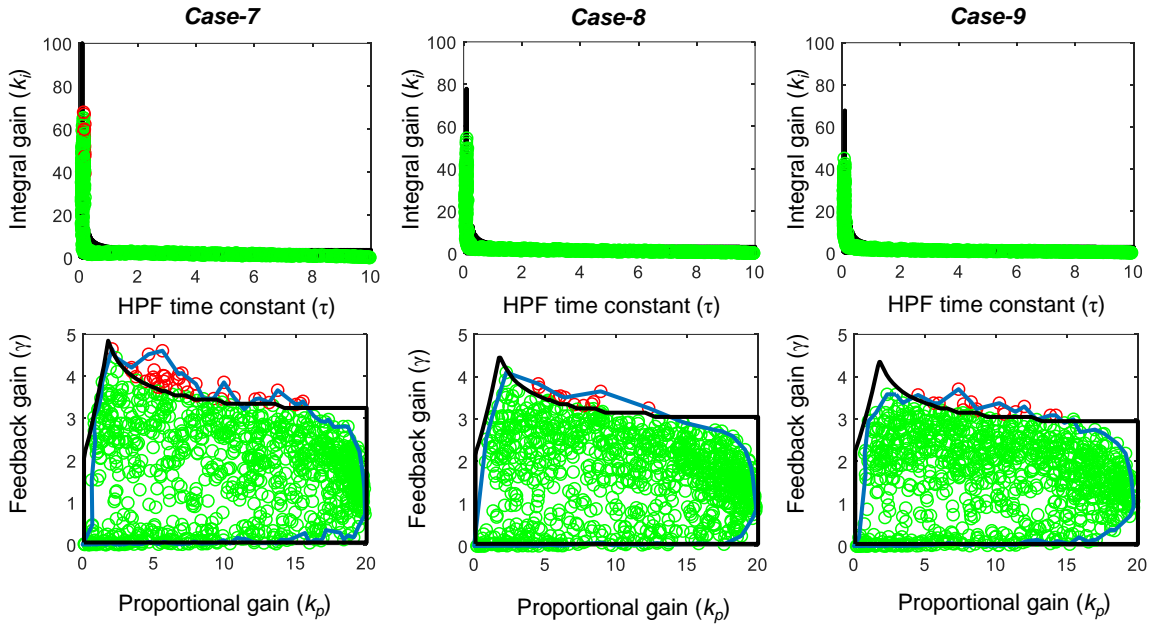 Case-7 Case-8 Case-9
Integral gain (ki) Integral gain (ki) Integral gain (ki)
100 100 100
80 80 80
60 60 60
40 40 40
20 20 20
0 0 0
0 2 4 6 8 10 0 2 4 6 8 10 0 2 4 6 8 10
HPF time constant (τ) HPF time constant (τ) HPF time constant (τ)
Feedback gain (γ) Feedback gain (γ) Feedback gain (γ)
5 5 5
4 4 4
3 3 3
2 2 2
1 1 1
0 0 0
0 5 10 15 20 0 5 10 15 20 0 5 10 15 20
Proportional gain (kp) Proportional gain (kp) Proportional gain (kp)